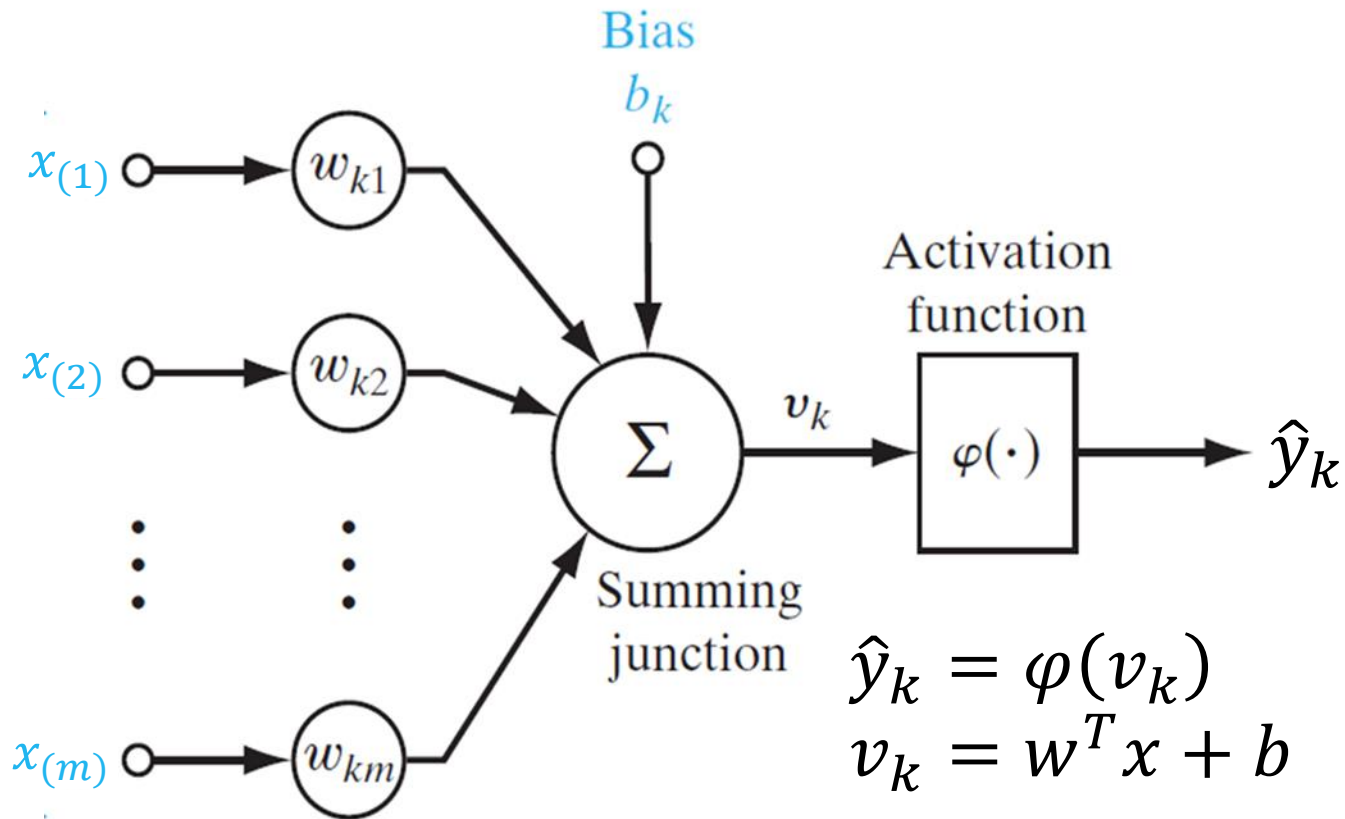 Bias
b_k
x_(1)
w_k1
x_(2)
w_k2
x_(m)
w_km
Σ
Summing
junction
v_k
Activation
function
φ(·)
ŷ_k
ŷ_k = φ(v_k)
v_k = w^T x + b